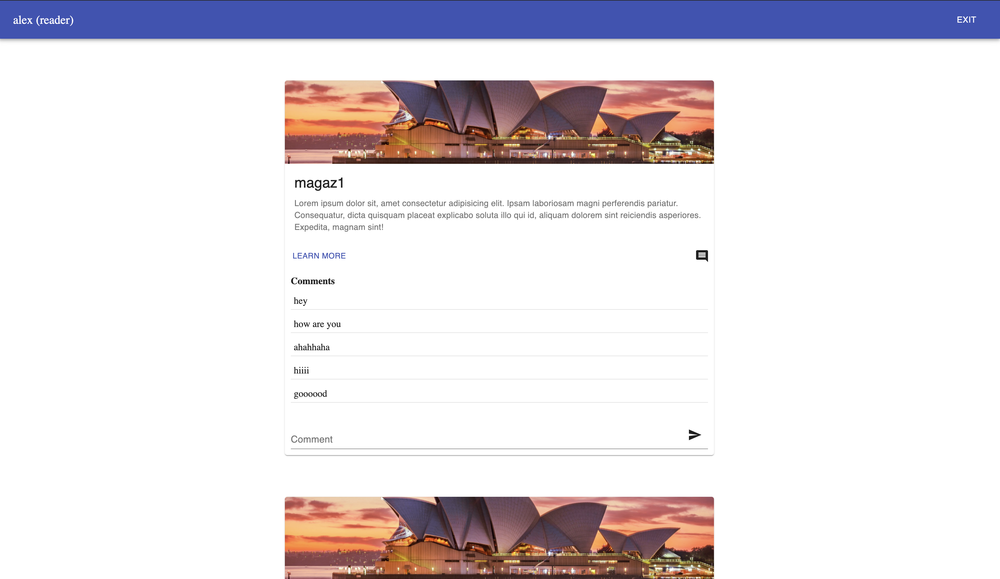 alex (reader)
EXIT
magaz1
Lorem ipsum dolor sit, amet consectetur adipisicing elit. Ipsam laboriosam magni perferendis pariatur.
Consequatur, dicta quisquam placeat explicabo soluta illo qui id, aliquam dolorem sint reiciendis asperiores.
Expedita, magnam sint!
LEARN MORE
Comments
hey
how are you
ahahhaha
hiiii
goooood
Comment